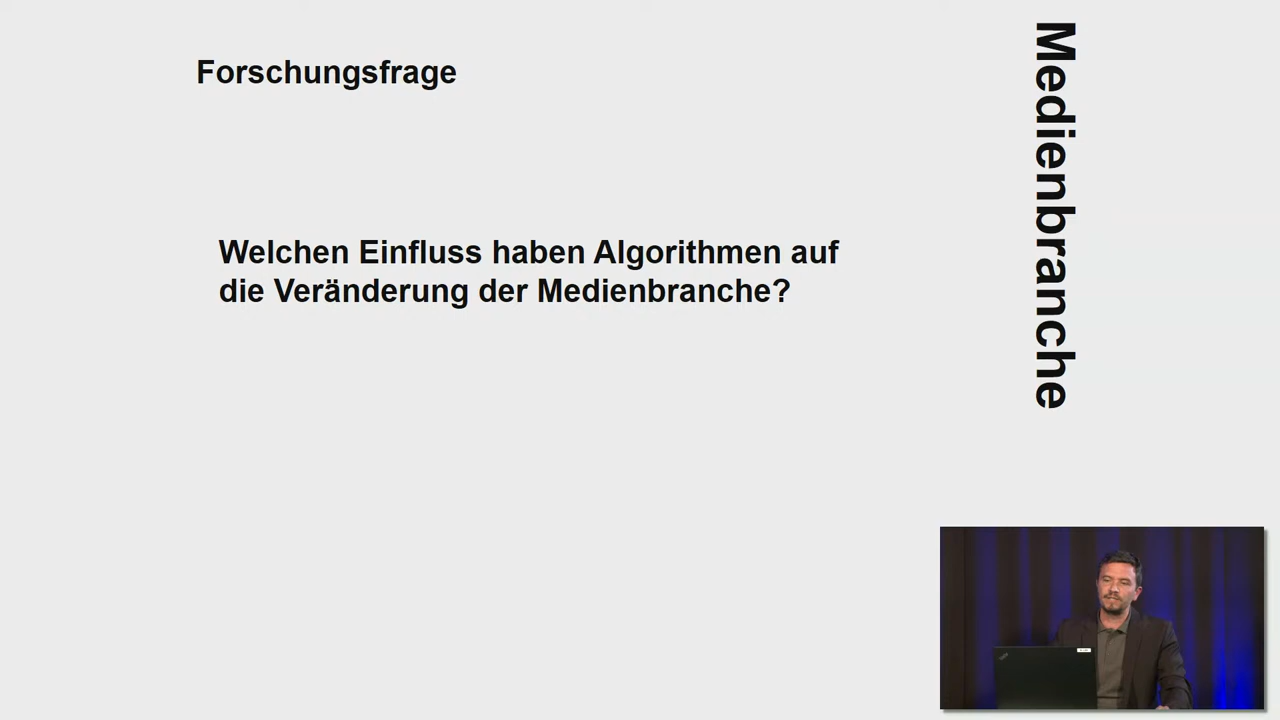 Forschungsfrage
Welchen Einfluss haben Algorithmen auf
die Veränderung der Medienbranche?
Medienbranche